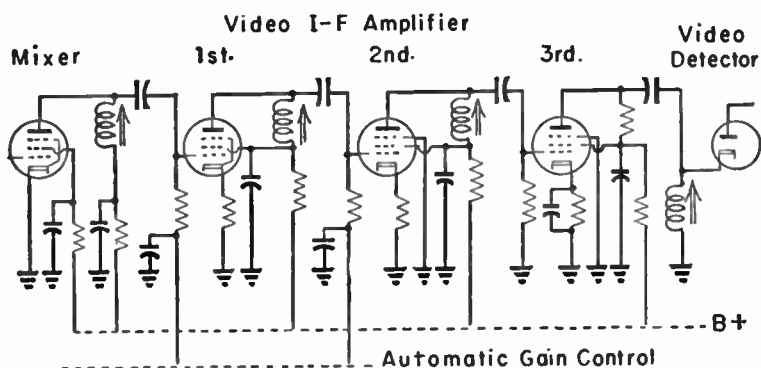 Video I-F Amplifier
Mixer
1st.
2nd.
3rd.
Video
Detector
B+
Automatic Gain Control